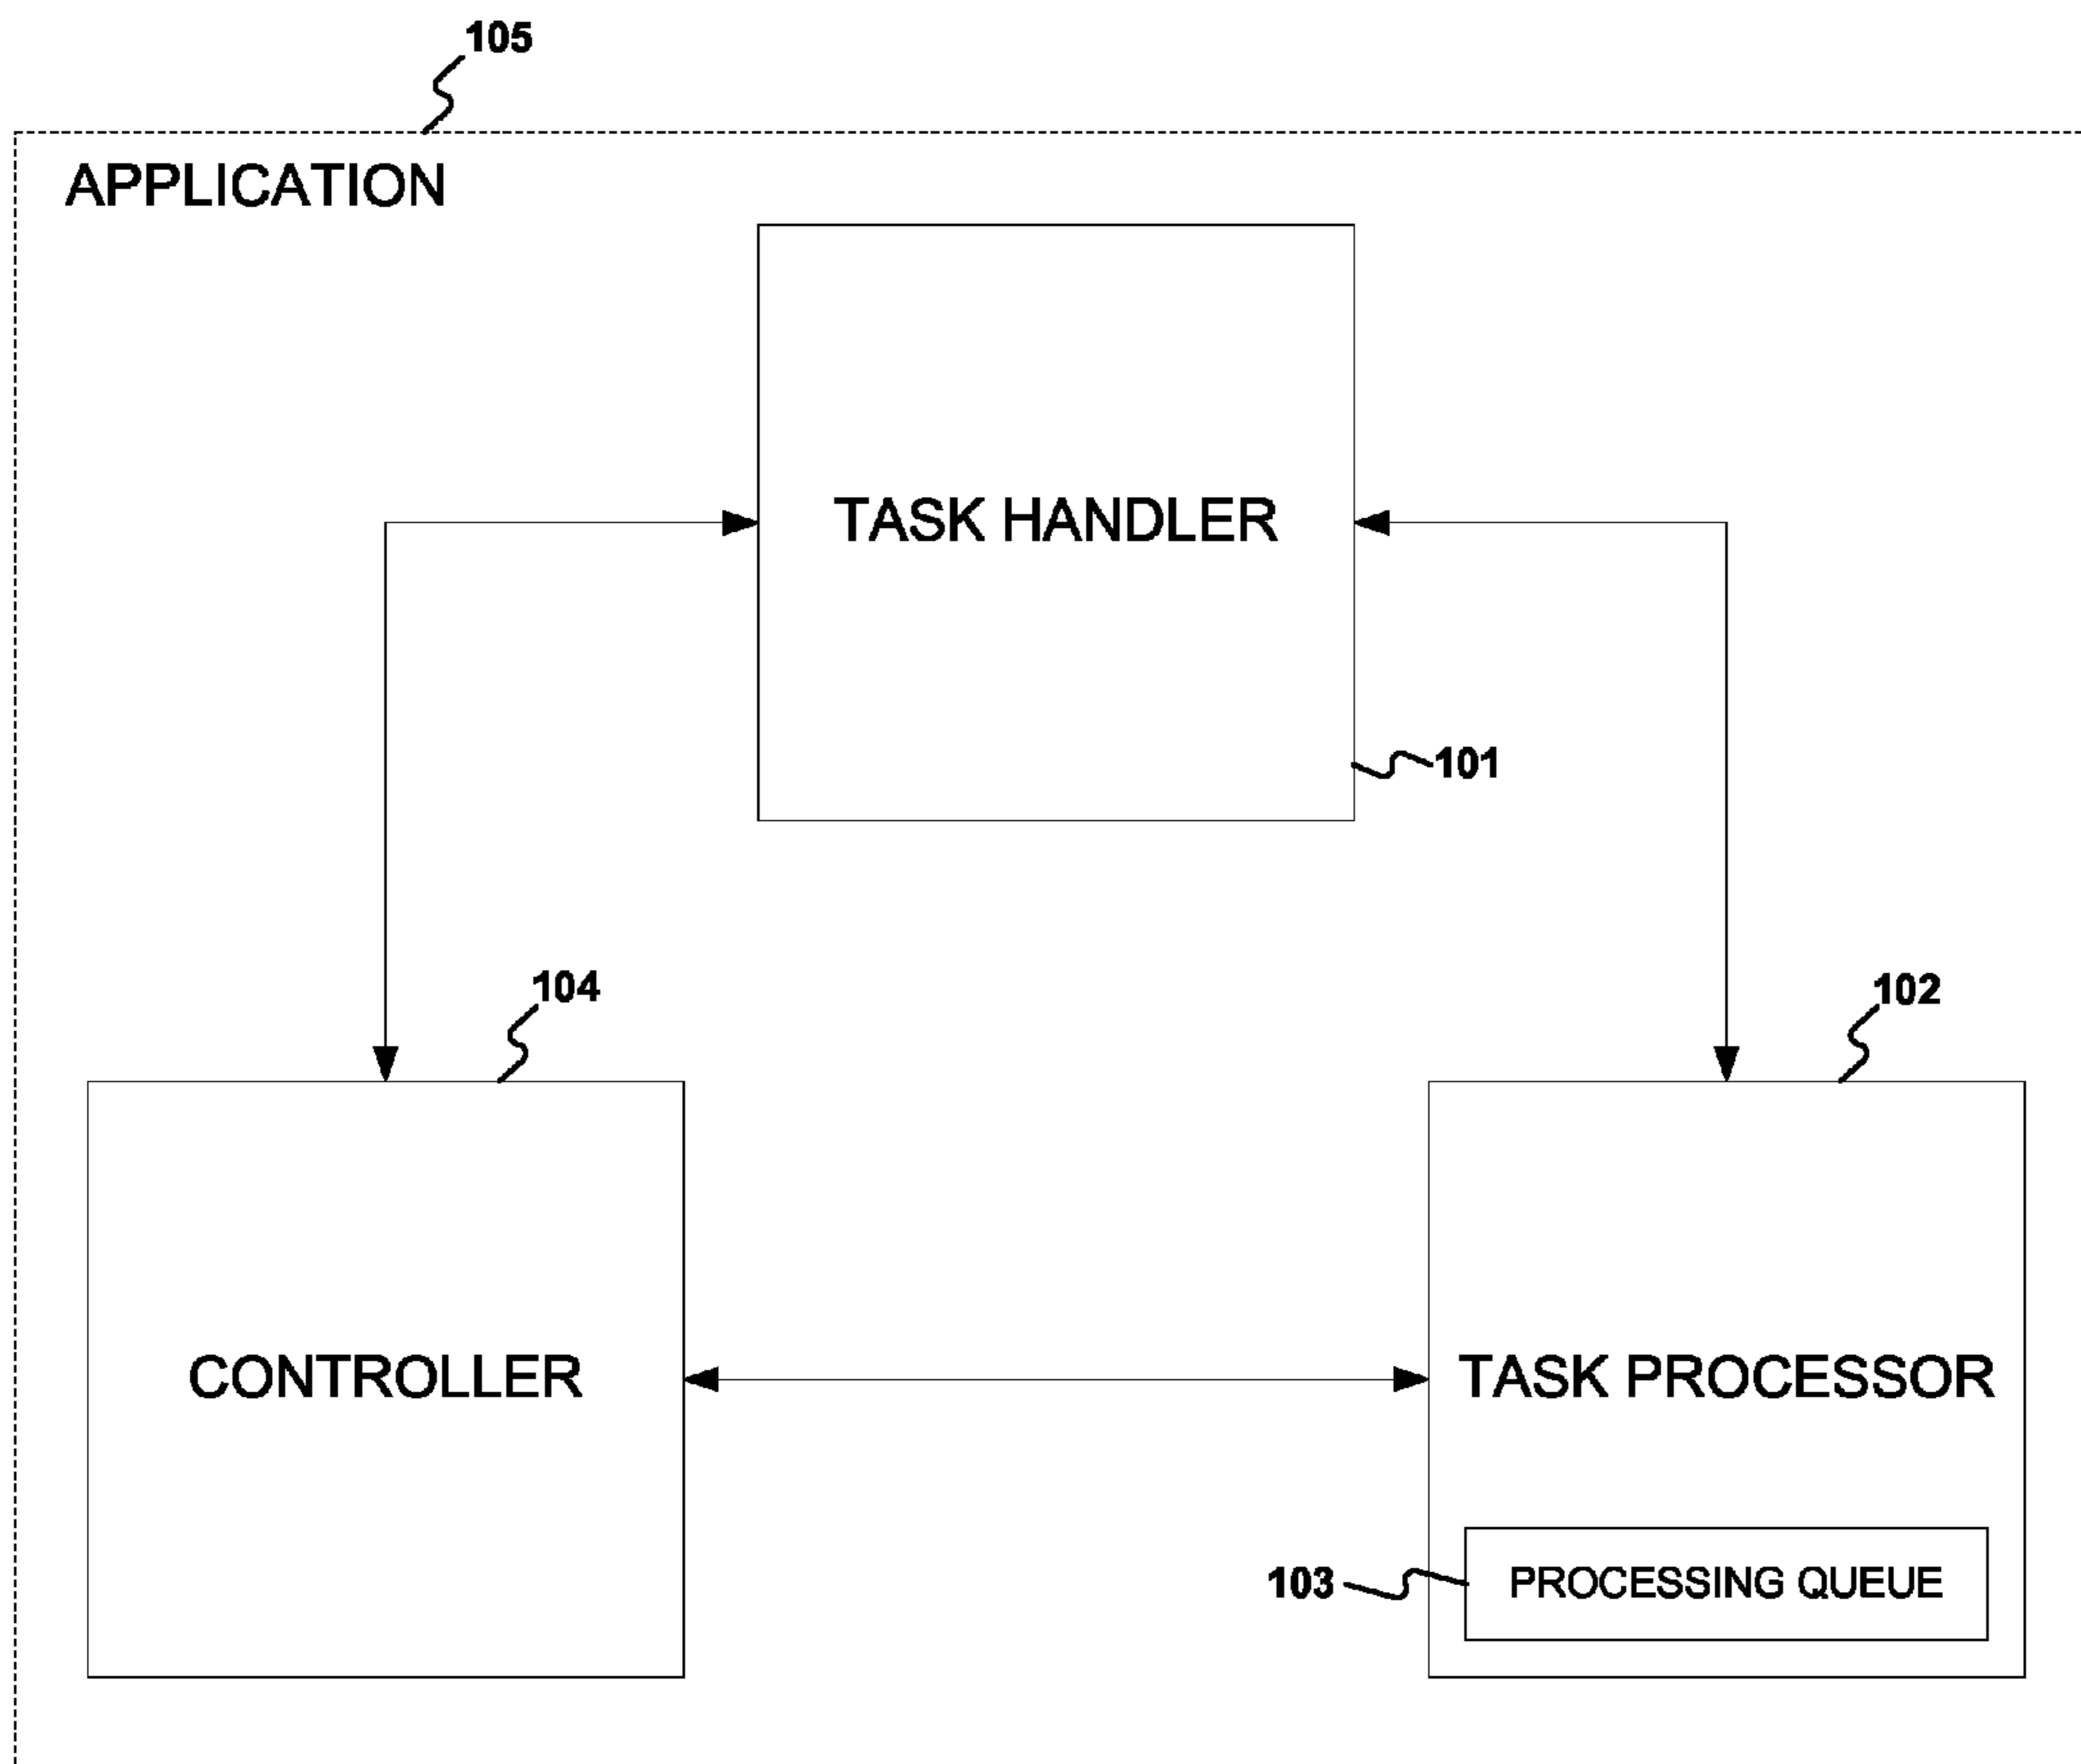 105
APPLICATION
TASK HANDLER
101
104
102
CONTROLLER
TASK PROCESSOR
103
PROCESSING QUEUE